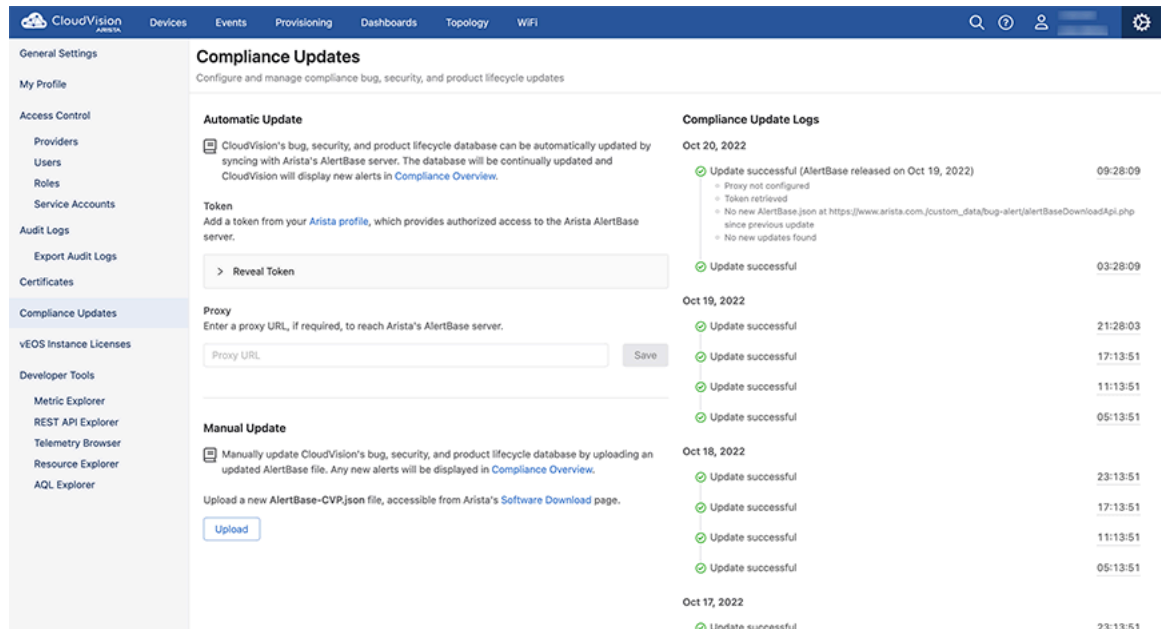 CloudVision
ARISTA
Devices
Events
Provisioning
Dashboards
Topology
WiFi
General Settings
My Profile
Access Control
Providers
Users
Roles
Service Accounts
Audit Logs
Export Audit Logs
Certificates
Compliance Updates
vEOS Instance Licenses
Developer Tools
Metric Explorer
REST API Explorer
Telemetry Browser
Resource Explorer
AQL Explorer
Compliance Updates
Configure and manage compliance bug, security, and product lifecycle updates
Automatic Update
CloudVision's bug, security, and product lifecycle database can be automatically updated by
syncing with Arista's AlertBase server. The database will be continually updated and
CloudVision will display new alerts in Compliance Overview.
Token
Add a token from your Arista profile, which provides authorized access to the Arista AlertBase
server.
> Reveal Token
Proxy
Enter a proxy URL, if required, to reach Arista's AlertBase server.
Proxy URL
Save
Manual Update
Manually update CloudVision's bug, security, and product lifecycle database by uploading an
updated AlertBase file. Any new alerts will be displayed in Compliance Overview.
Upload a new AlertBase-CVP.json file, accessible from Arista's Software Download page.
Upload
Compliance Update Logs
Oct 20, 2022
Update successful (AlertBase released on Oct 19, 2022) 09:28:09
Proxy not configured
Token retrieved
No new AlertBase.json at https://www.arista.com./custom_data/bug-alert/alertBaseDownloadApi.php
since previous update
No new updates found
Update successful 03:28:09
Oct 19, 2022
Update successful 21:28:03
Update successful 17:13:51
Update successful 11:13:51
Update successful 05:13:51
Oct 18, 2022
Update successful 23:13:51
Update successful 17:13:51
Update successful 11:13:51
Update successful 05:13:51
Oct 17, 2022
Update successful 23:13:51